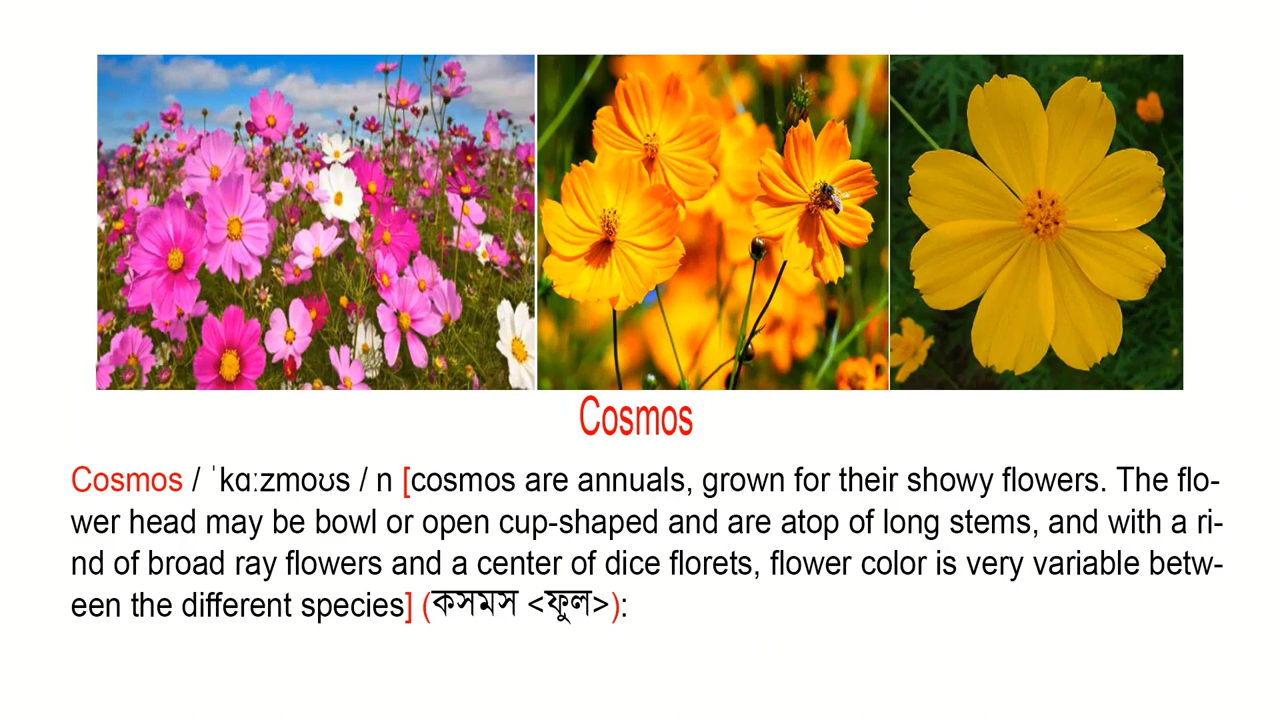 Cosmos
Cosmos / ˈkɑːzmoʊs / n [cosmos are annuals, grown for their showy flowers. The flo-
wer head may be bowl or open cup-shaped and are atop of long stems, and with a ri-
nd of broad ray flowers and a center of dice florets, flower color is very variable betw-
een the different species] (কসমস <ফুল>):